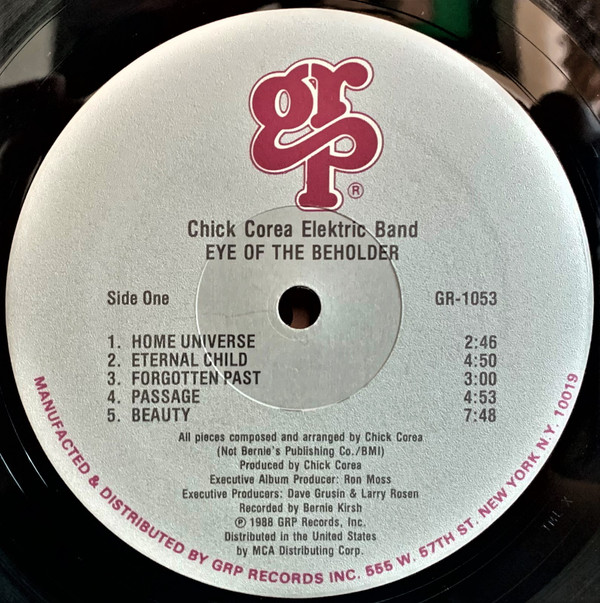 grp
®
Chick Corea Elektric Band
EYE OF THE BEHOLDER
Side One GR-1053
1. HOME UNIVERSE 2:46
2. ETERNAL CHILD 4:50
3. FORGOTTEN PAST 3:00
4. PASSAGE 4:53
5. BEAUTY 7:48
All pieces composed and arranged by Chick Corea
(Not Bernie's Publishing Co./BMI)
Produced by Chick Corea
Executive Album Producer: Ron Moss
Executive Producers: Dave Grusin & Larry Rosen
Recorded by Bernie Kirsh
℗ 1988 GRP Records, Inc.
Distributed in the United States
by MCA Distributing Corp.
MANUFACTED & DISTRIBUTED BY GRP RECORDS INC. 555 W. 57TH ST. NEW YORK N.Y. 10019